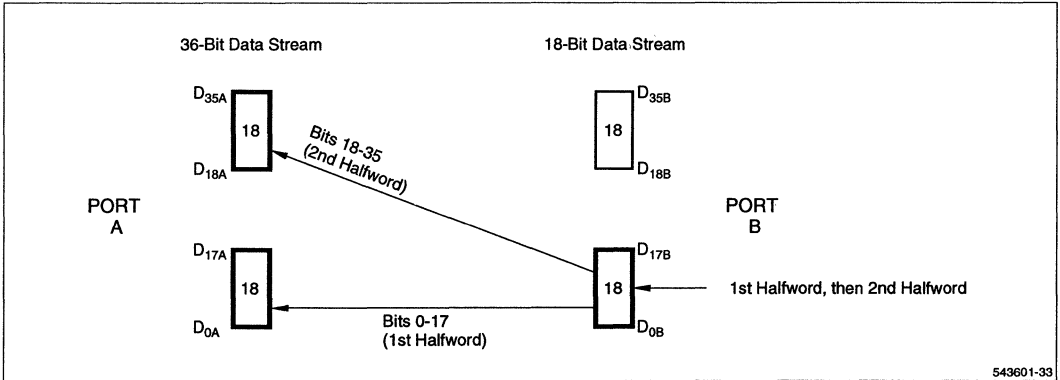 36-Bit Data Stream
18-Bit Data Stream
D35A
18
D18A
Bits 18-35
(2nd Halfword)
D35B
18
D18B
PORT
A
PORT
B
D17A
18
D0A
Bits 0-17
(1st Halfword)
D17B
18
D0B
1st Halfword, then 2nd Halfword
543601-33